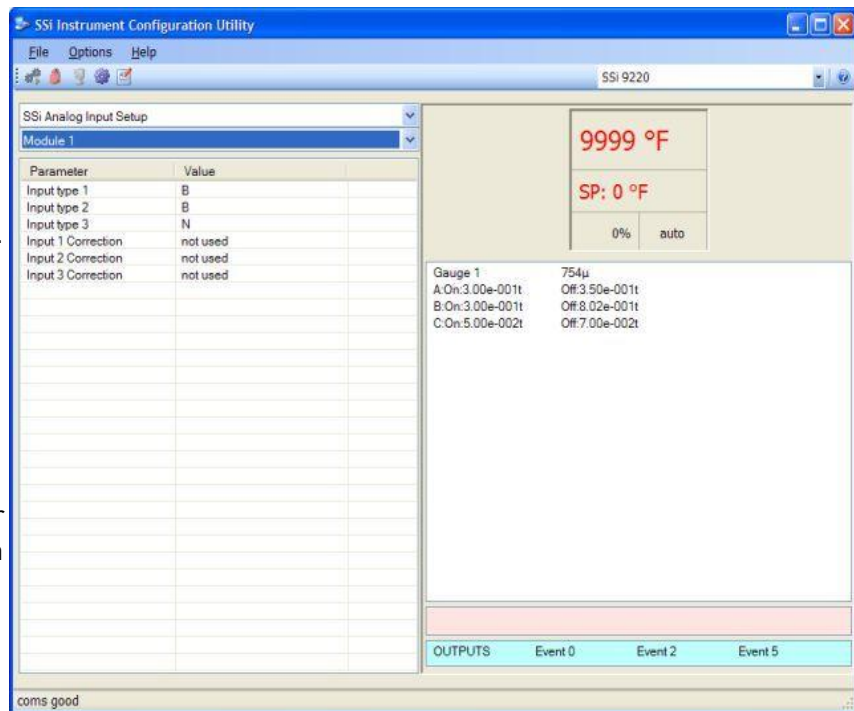 SSi Instrument Configuration Utility
File Options Help
SSi 9220
SSi Analog Input Setup
Module 1
Parameter Value
Input type 1 B
Input type 2 B
Input type 3 N
Input 1 Correction not used
Input 2 Correction not used
Input 3 Correction not used
9999 °F
SP: 0 °F
0% auto
Gauge 1 754µ
A:On:3.00e-001t Off:3.50e-001t
B:On:3.00e-001t Off:8.02e-001t
C:On:5.00e-002t Off:7.00e-002t
OUTPUTS Event 0 Event 2 Event 5
coms good